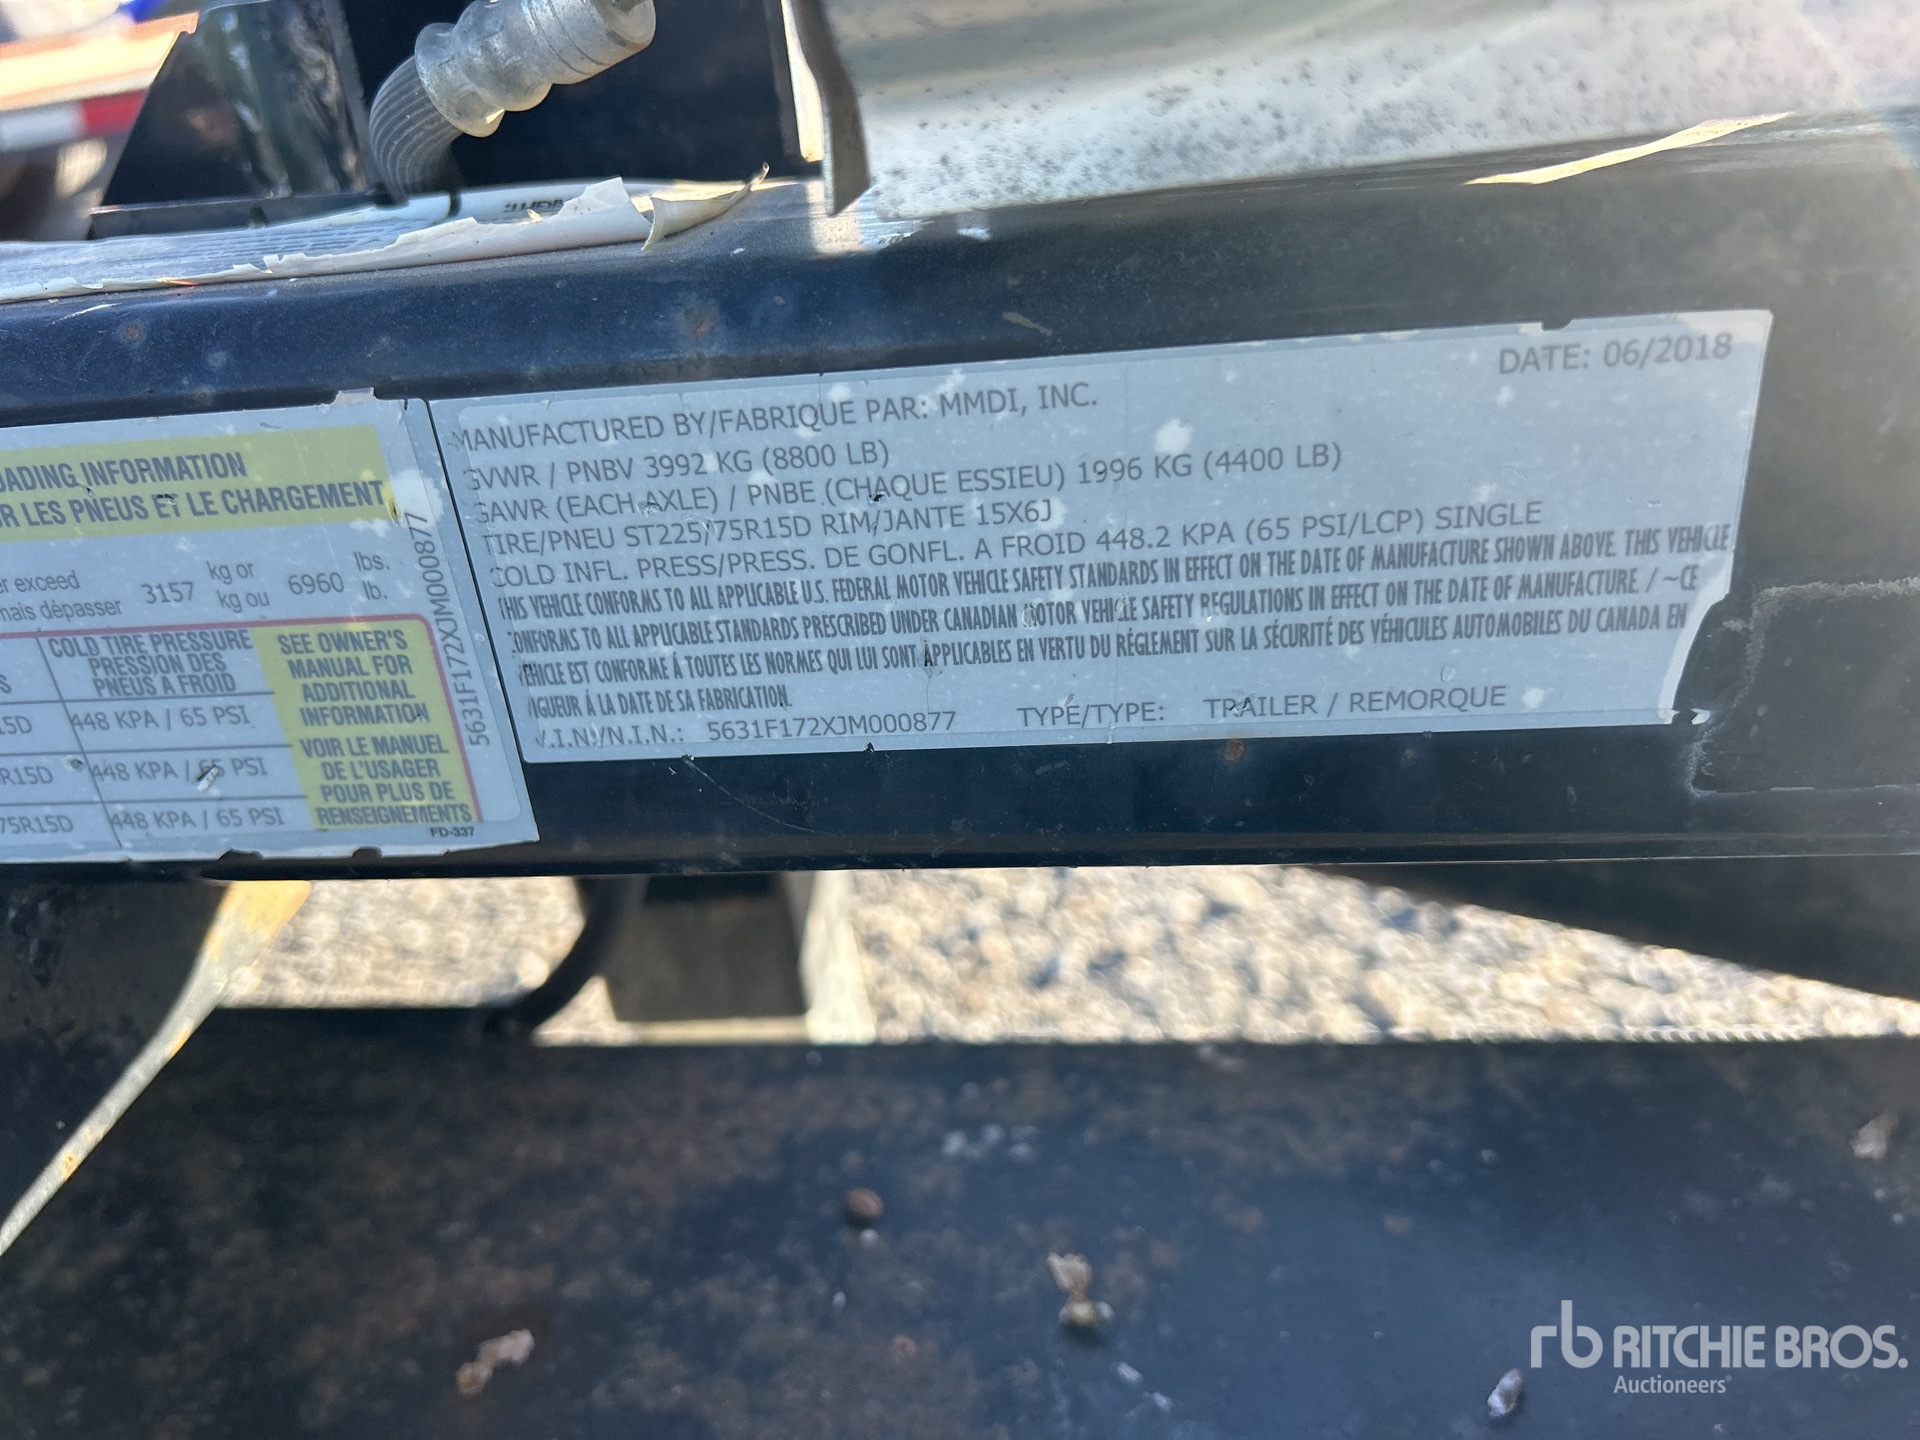 OADING INFORMATION
R LES PNEUS ET LE CHARGEMENT
er exceed
mais dépasser
3157
kg or
kg ou
6960
lbs.
lb.
COLD TIRE PRESSURE
PRESSION DES
PNEUS A FROID
15D 448 KPA / 65 PSI
R15D 448 KPA / 65 PSI
75R15D 448 KPA / 65 PSI
SEE OWNER'S
MANUAL FOR
ADDITIONAL
INFORMATION
VOIR LE MANUEL
DE L'USAGER
POUR PLUS DE
RENSEIGNEMENTS
FD-337
5631F172XJM000877
DATE: 06/2018
MANUFACTURED BY/FABRIQUE PAR: MMDI, INC.
GVWR / PNBV 3992 KG (8800 LB)
GAWR (EACH AXLE) / PNBE (CHAQUE ESSIEU) 1996 KG (4400 LB)
TIRE/PNEU ST225/75R15D RIM/JANTE 15X6J
COLD INFL. PRESS/PRESS. DE GONFL. A FROID 448.2 KPA (65 PSI/LCP) SINGLE
THIS VEHICLE CONFORMS TO ALL APPLICABLE U.S. FEDERAL MOTOR VEHICLE SAFETY STANDARDS IN EFFECT ON THE DATE OF MANUFACTURE SHOWN ABOVE. THIS VEHICLE
CONFORMS TO ALL APPLICABLE STANDARDS PRESCRIBED UNDER CANADIAN MOTOR VEHICLE SAFETY REGULATIONS IN EFFECT ON THE DATE OF MANUFACTURE. / ~CE
VEHICLE EST CONFORME À TOUTES LES NORMES QUI LUI SONT APPLICABLES EN VERTU DU RÉGLEMENT SUR LA SÉCURITÉ DES VÉHICULES AUTOMOBILES DU CANADA EN
VIGUEUR À LA DATE DE SA FABRICATION.
V.I.N./N.I.N.: 5631F172XJM000877 TYPE/TYPE: TRAILER / REMORQUE
rb RITCHIE BROS.
Auctioneers